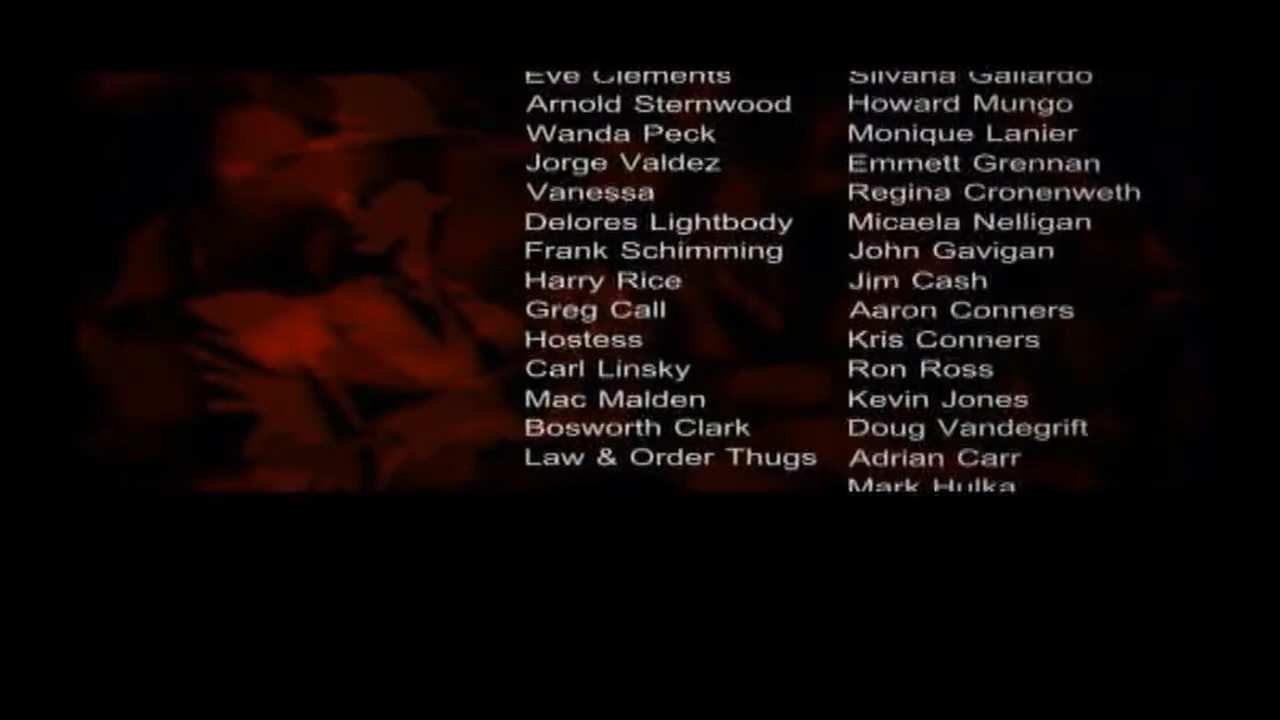 Eve Clements Silvana Gallardo
Arnold Sternwood Howard Mungo
Wanda Peck Monique Lanier
Jorge Valdez Emmett Grennan
Vanessa Regina Cronenweth
Delores Lightbody Micaela Nelligan
Frank Schimming John Gavigan
Harry Rice Jim Cash
Greg Call Aaron Conners
Hostess Kris Conners
Carl Linsky Ron Ross
Mac Malden Kevin Jones
Bosworth Clark Doug Vandegrift
Law & Order Thugs Adrian Carr
Mark Hulka